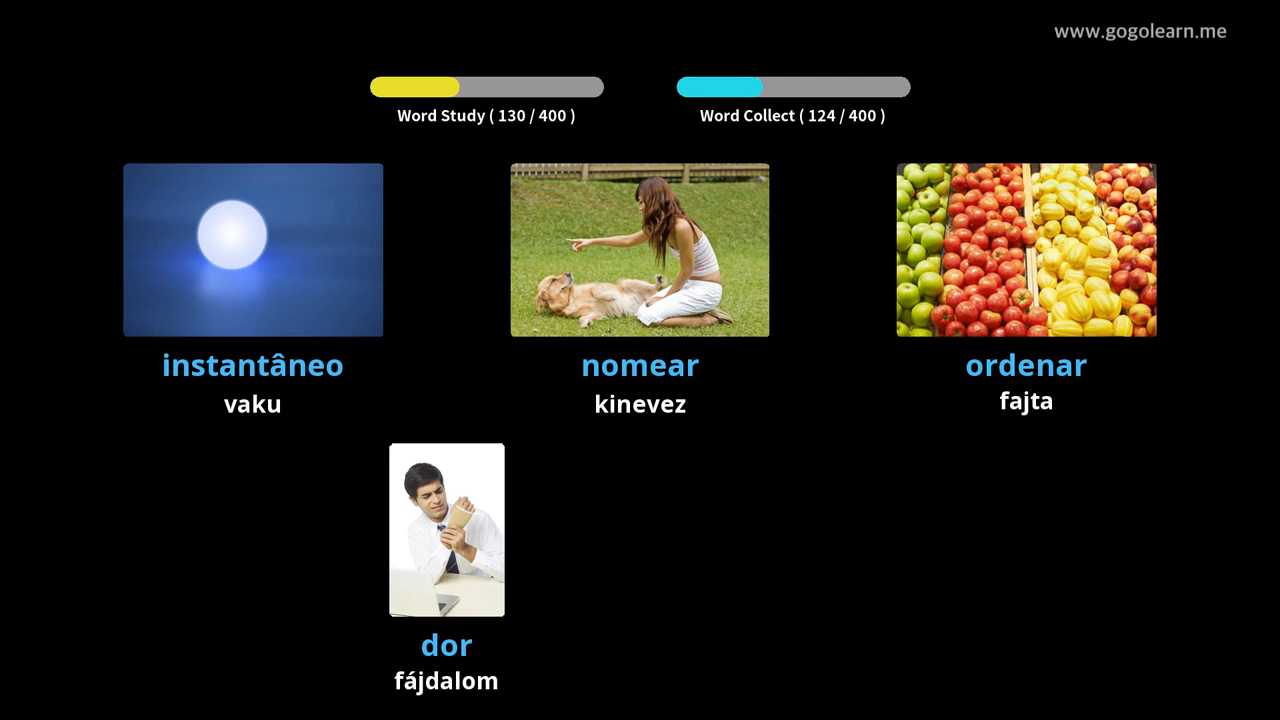 www.gogolearn.me
Word Study ( 130 / 400 )
Word Collect ( 124 / 400 )
instantâneo
vaku
nomear
kinevez
ordenar
fajta
dor
fájdalom